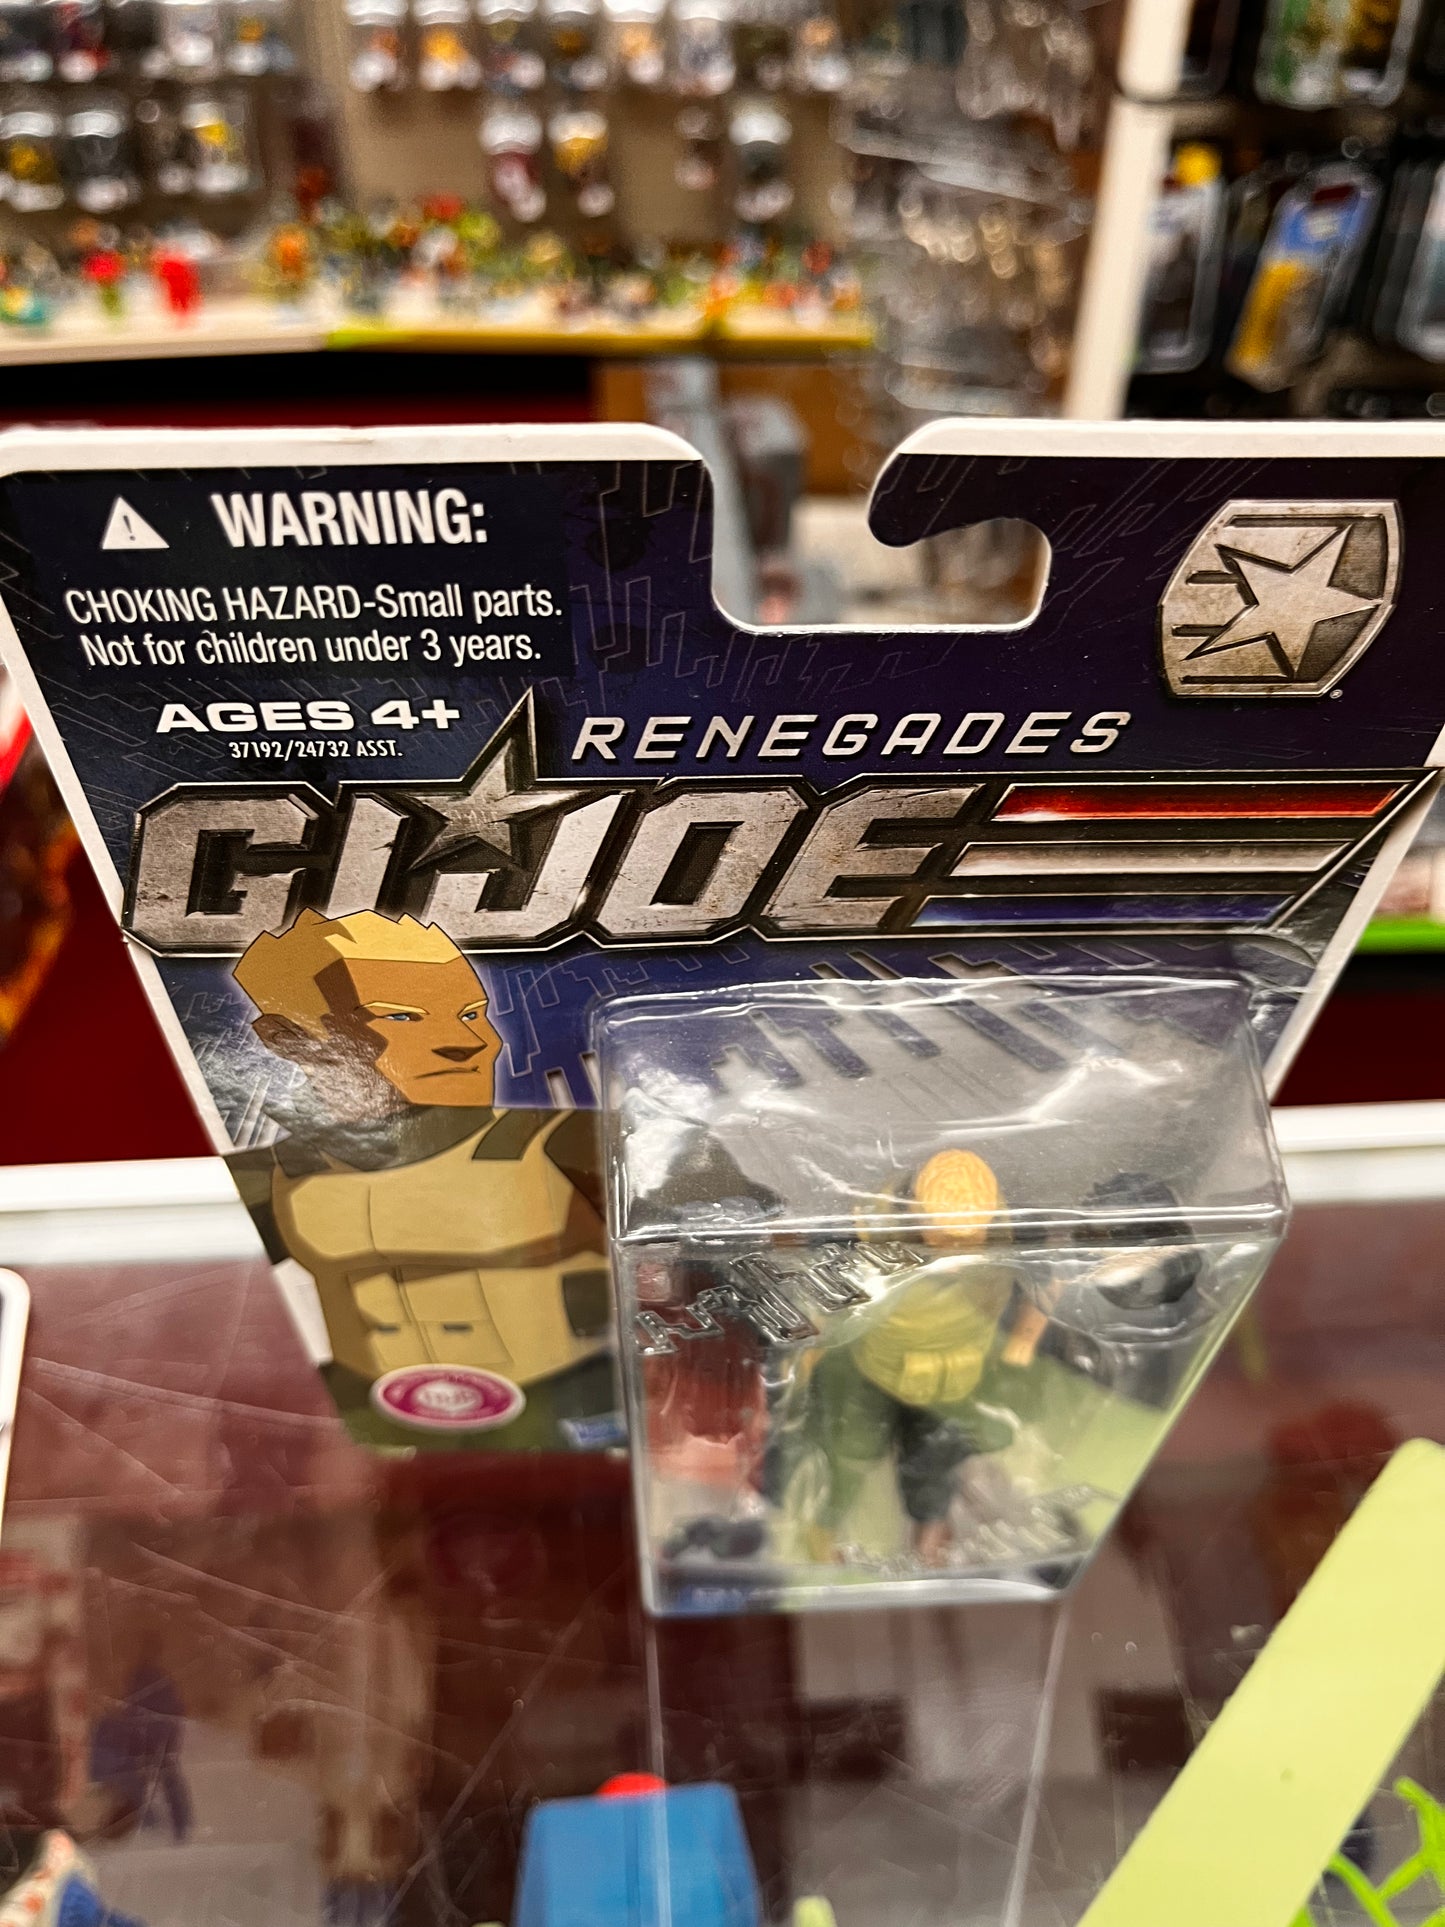 WARNING:
CHOKING HAZARD-Small parts.
Not for children under 3 years.
AGES 4+
37192/24732 ASST.
RENEGADES
G.I. JOE
®